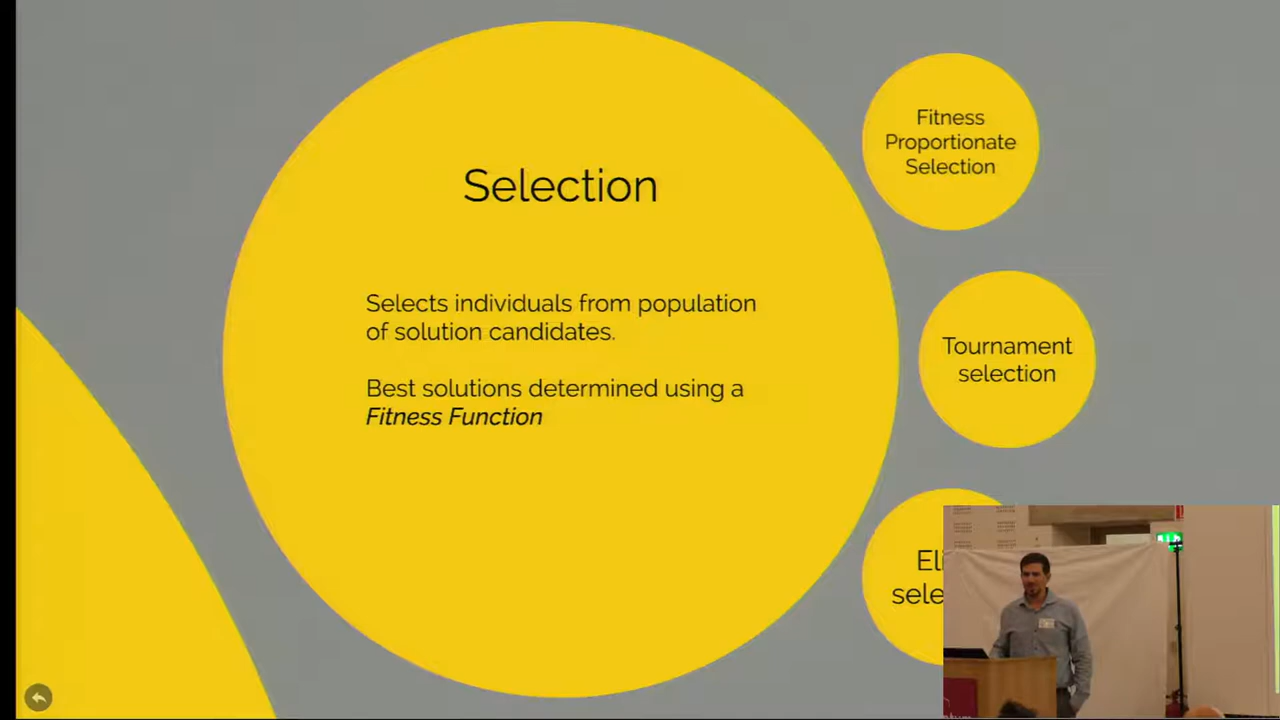 Selection
Selects individuals from population
of solution candidates.
Best solutions determined using a
Fitness Function
Fitness
Proportionate
Selection
Tournament
selection